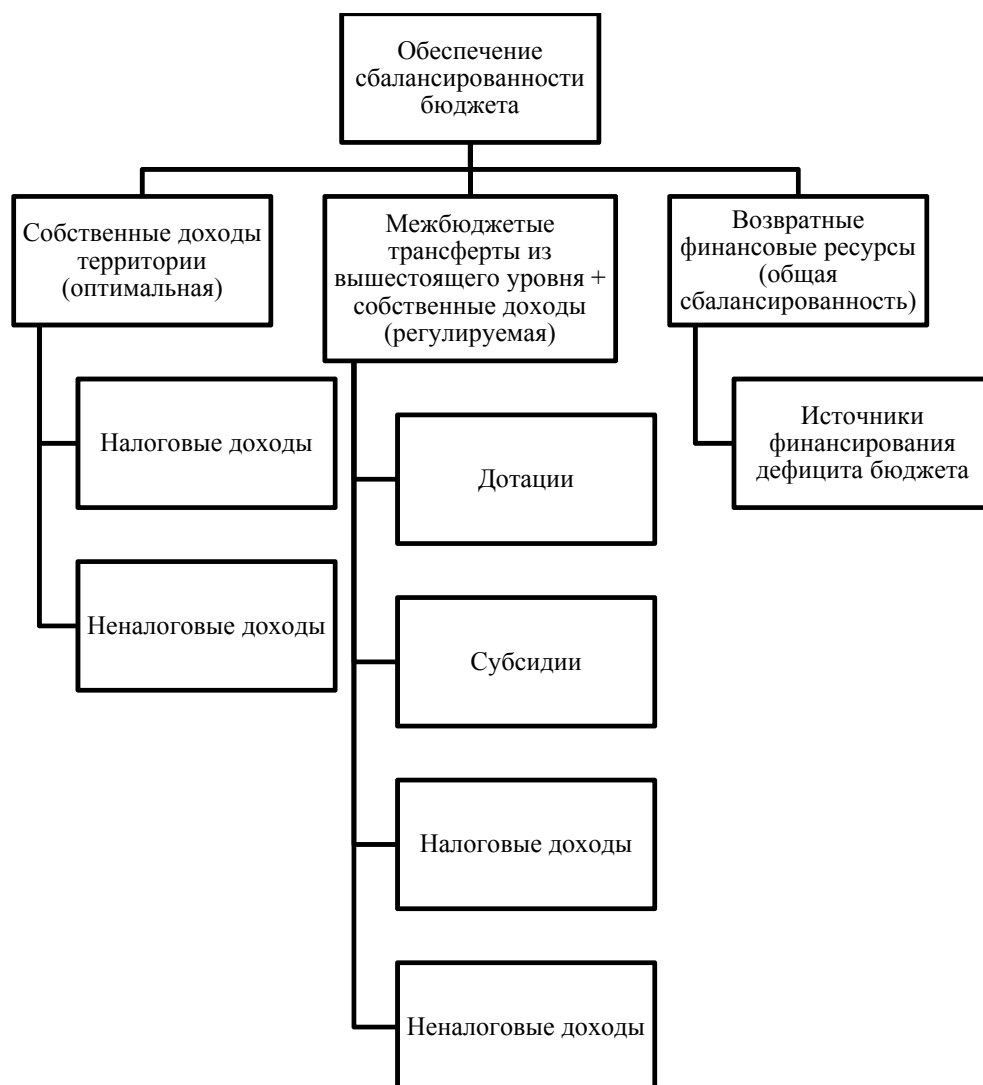 Обеспечение
сбалансированности
бюджета
Собственные доходы
территории
(оптимальная)
Налоговые доходы
Неналоговые доходы
Межбюджетые
трансферты из
вышестоящего уровня +
собственные доходы
(регулируемая)
Дотации
Субсидии
Налоговые доходы
Неналоговые доходы
Возвратные
финансовые ресурсы
(общая
сбалансированность)
Источники
финансирования
дефицита бюджета